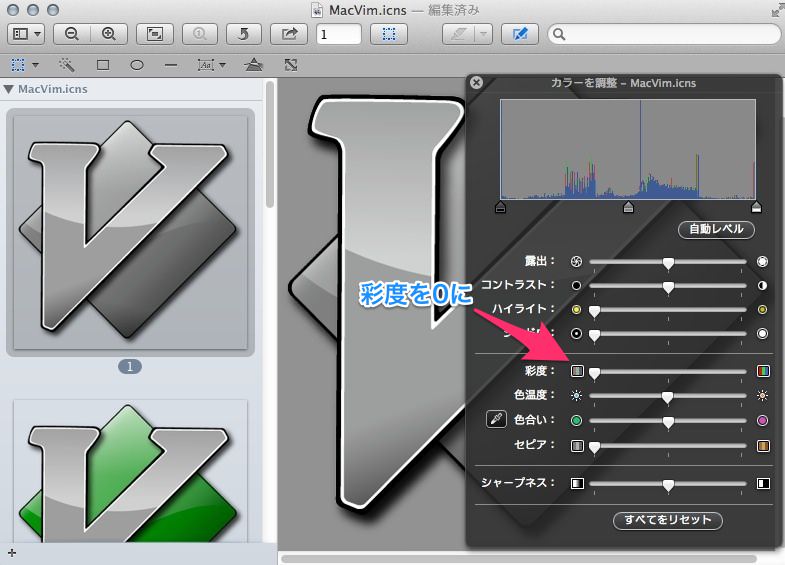 MacVim.icns — 編集済み
1
Aa
MacVim.icns
1
カラーを調整 – MacVim.icns
自動レベル
露出：
コントラスト：
ハイライト：
彩度を0に
彩度：
色温度：
色合い：
セピア：
シャープネス：
すべてをリセット